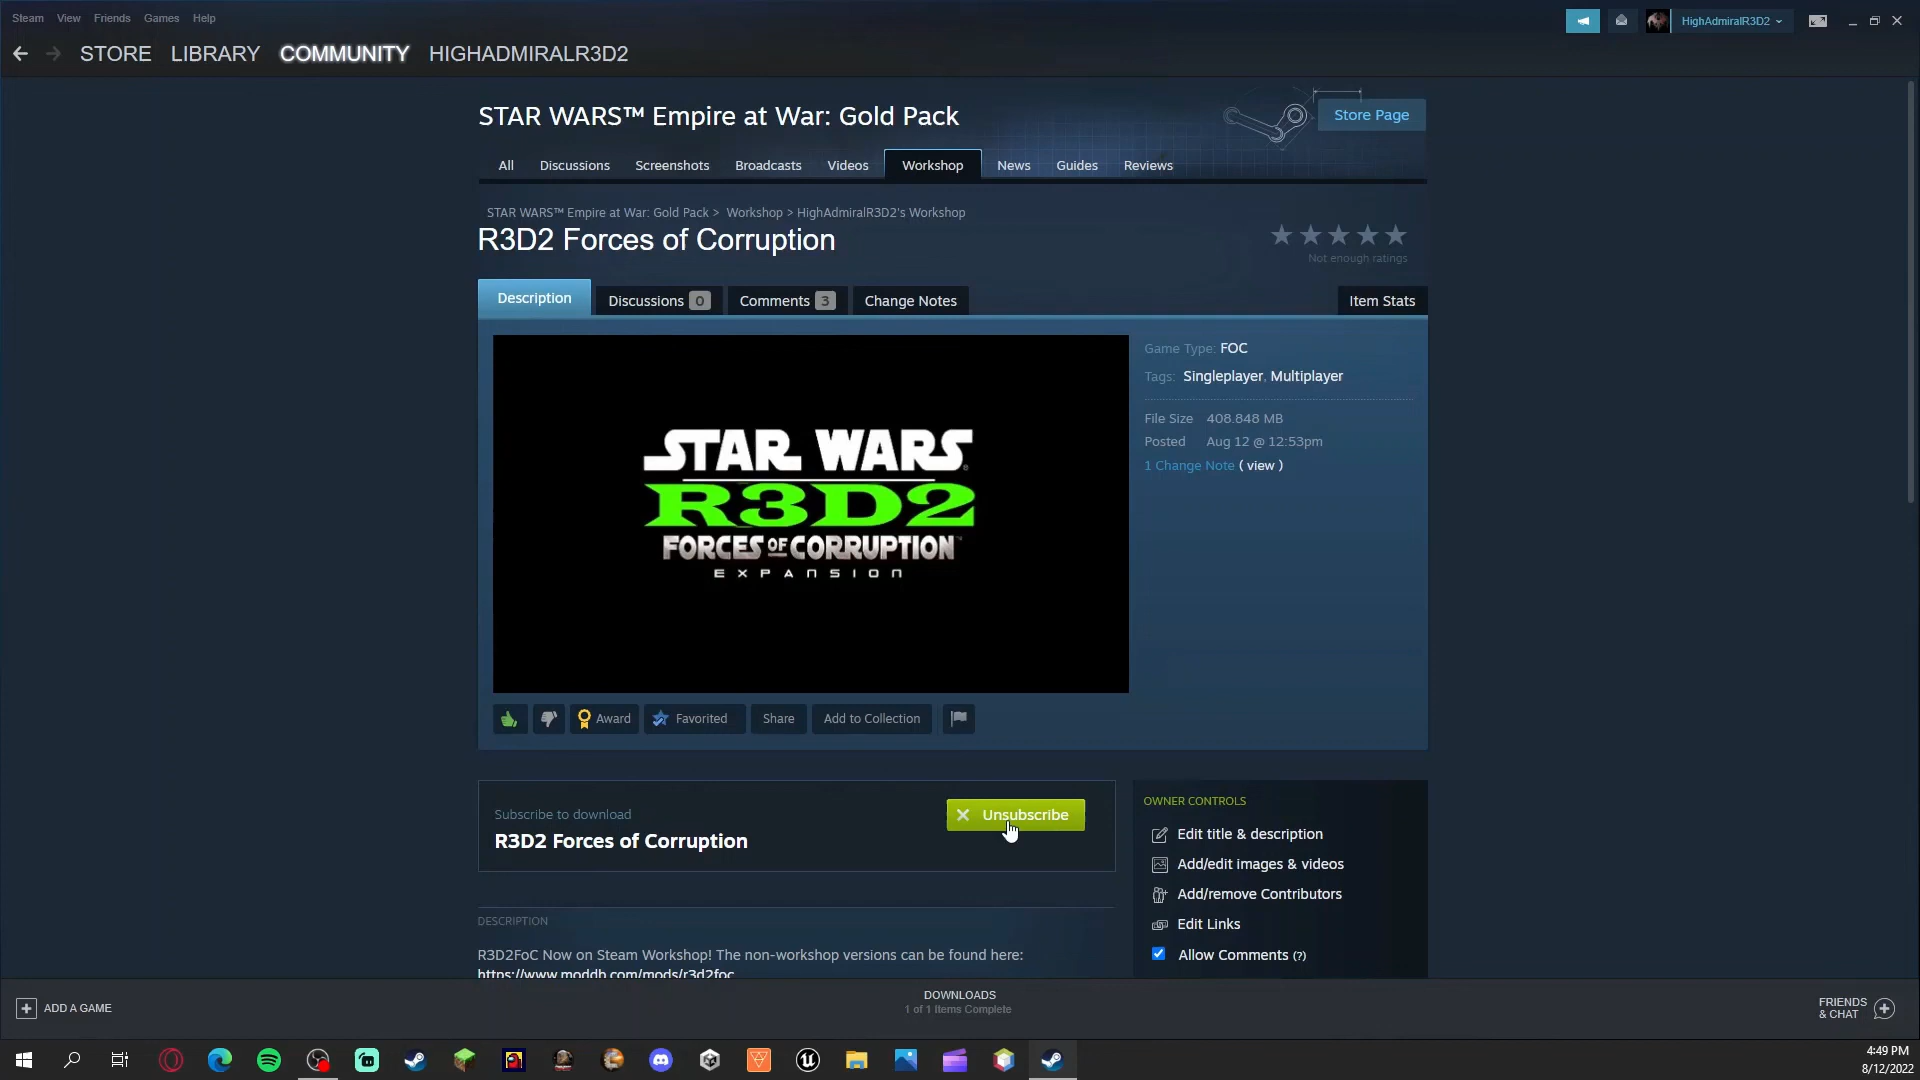 Steam View Friends Games Help
HighAdmiralR3D2
STORE LIBRARY COMMUNITY HIGHADMIRALR3D2
STAR WARS™ Empire at War: Gold Pack
Store Page
All Discussions Screenshots Broadcasts Videos Workshop News Guides Reviews
STAR WARS™ Empire at War: Gold Pack > Workshop > HighAdmiralR3D2's Workshop
R3D2 Forces of Corruption
Not enough ratings
Description Discussions 0 Comments 3 Change Notes Item Stats
STAR WARS
R3D2
FORCES OF CORRUPTION™
EXPANSION
Game Type: FOC
Tags: Singleplayer, Multiplayer
File Size 408.848 MB
Posted Aug 12 @ 12:53pm
1 Change Note ( view )
Award Favorited Share Add to Collection
Subscribe to download
R3D2 Forces of Corruption
Unsubscribe
OWNER CONTROLS
Edit title & description
Add/edit images & videos
Add/remove Contributors
Edit Links
Allow Comments (?)
DESCRIPTION
R3D2FoC Now on Steam Workshop! The non-workshop versions can be found here:
https://www.moddb.com/mods/r3d2foc
ADD A GAME
DOWNLOADS
1 of 1 Items Complete
FRIENDS
& CHAT
4:49 PM
8/12/2022